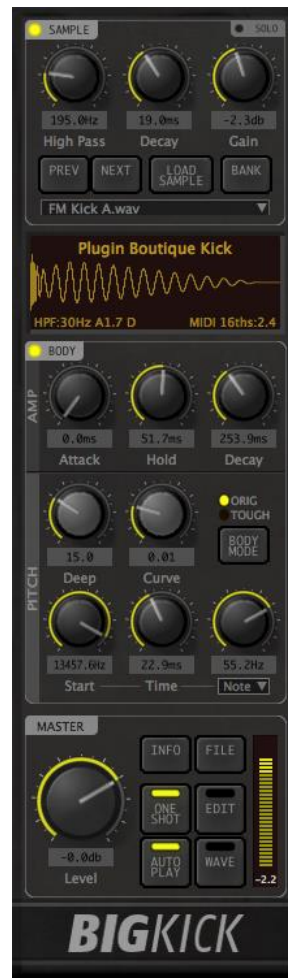 SAMPLE SOLO
195.0Hz 19.0ms -2.3db
High Pass Decay Gain
PREV NEXT LOAD SAMPLE BANK
FM Kick A.wav
Plugin Boutique Kick
HPF:30Hz A1.7 D MIDI 16ths:2.4
BODY
AMP
0.0ms 51.7ms 253.9ms
Attack Hold Decay
PITCH
ORIG
TOUGH
BODY MODE
15.0 0.01
Deep Curve
13457.6Hz 22.9ms 55.2Hz
Start Time Note
MASTER
INFO FILE
ONE SHOT EDIT
-0.0db
Level
AUTO PLAY WAVE
-2.2
BIGKICK